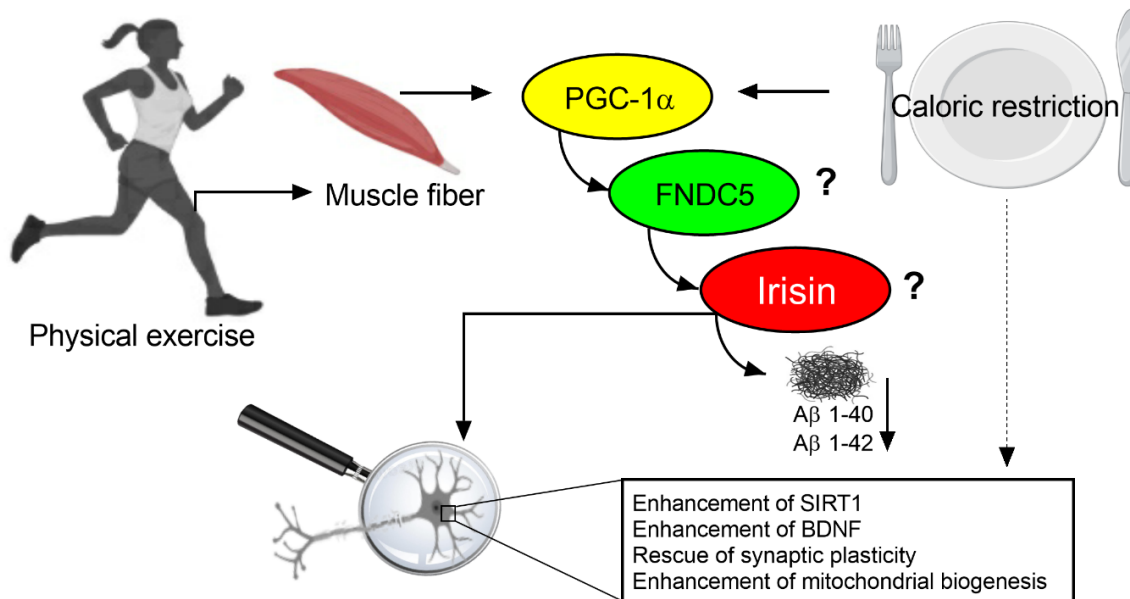 PGC-1α
Caloric restriction
FNDC5
?
Muscle fiber
Irisin
?
Physical exercise
Aβ 1-40
Aβ 1-42
Enhancement of SIRT1
Enhancement of BDNF
Rescue of synaptic plasticity
Enhancement of mitochondrial biogenesis